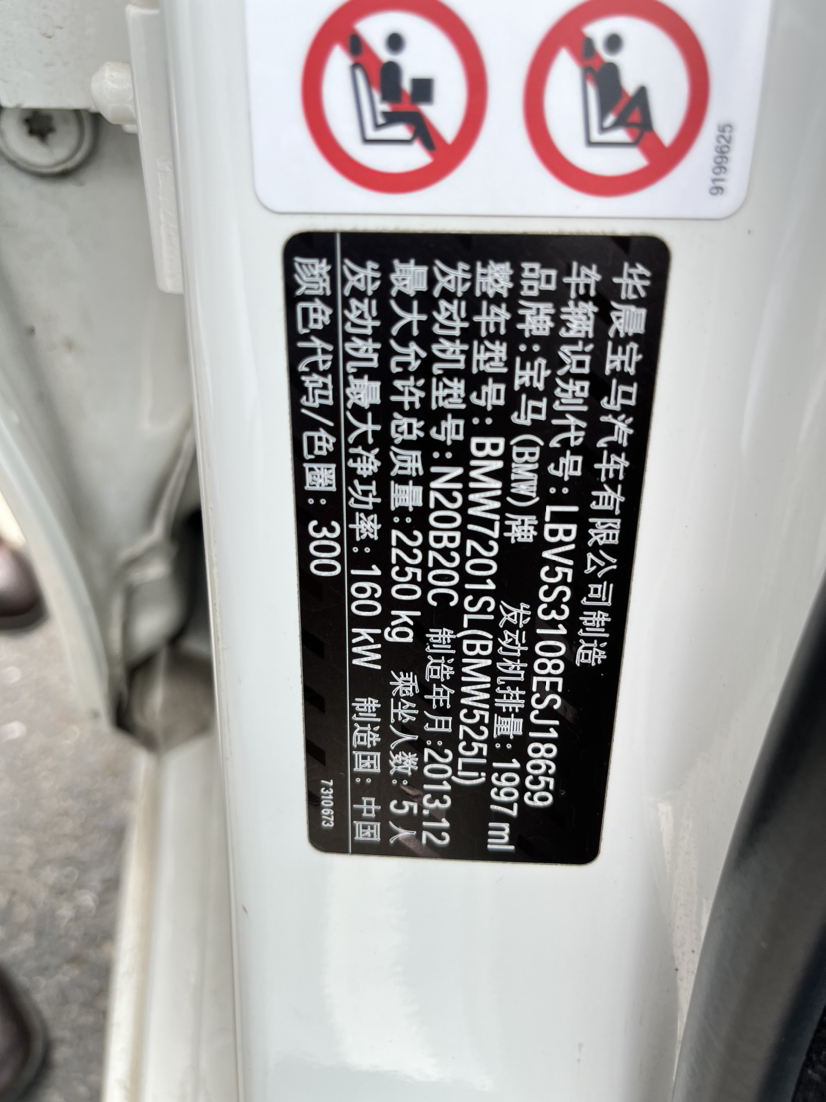 9199625
华晨宝马汽车有限公司制造
车辆识别代号:LBV5S3108ESJ18659
品牌:宝马(BMW)牌 发动机排量:1997 ml
整车型号:BMW7201SL(BMW525Li)
发动机型号:N20B20C 制造年月:2013.12
最大允许总质量:2250 kg 乘坐人数:5人
发动机最大净功率:160 kW 制造国:中国
颜色代码/色圈:300
7 310 673